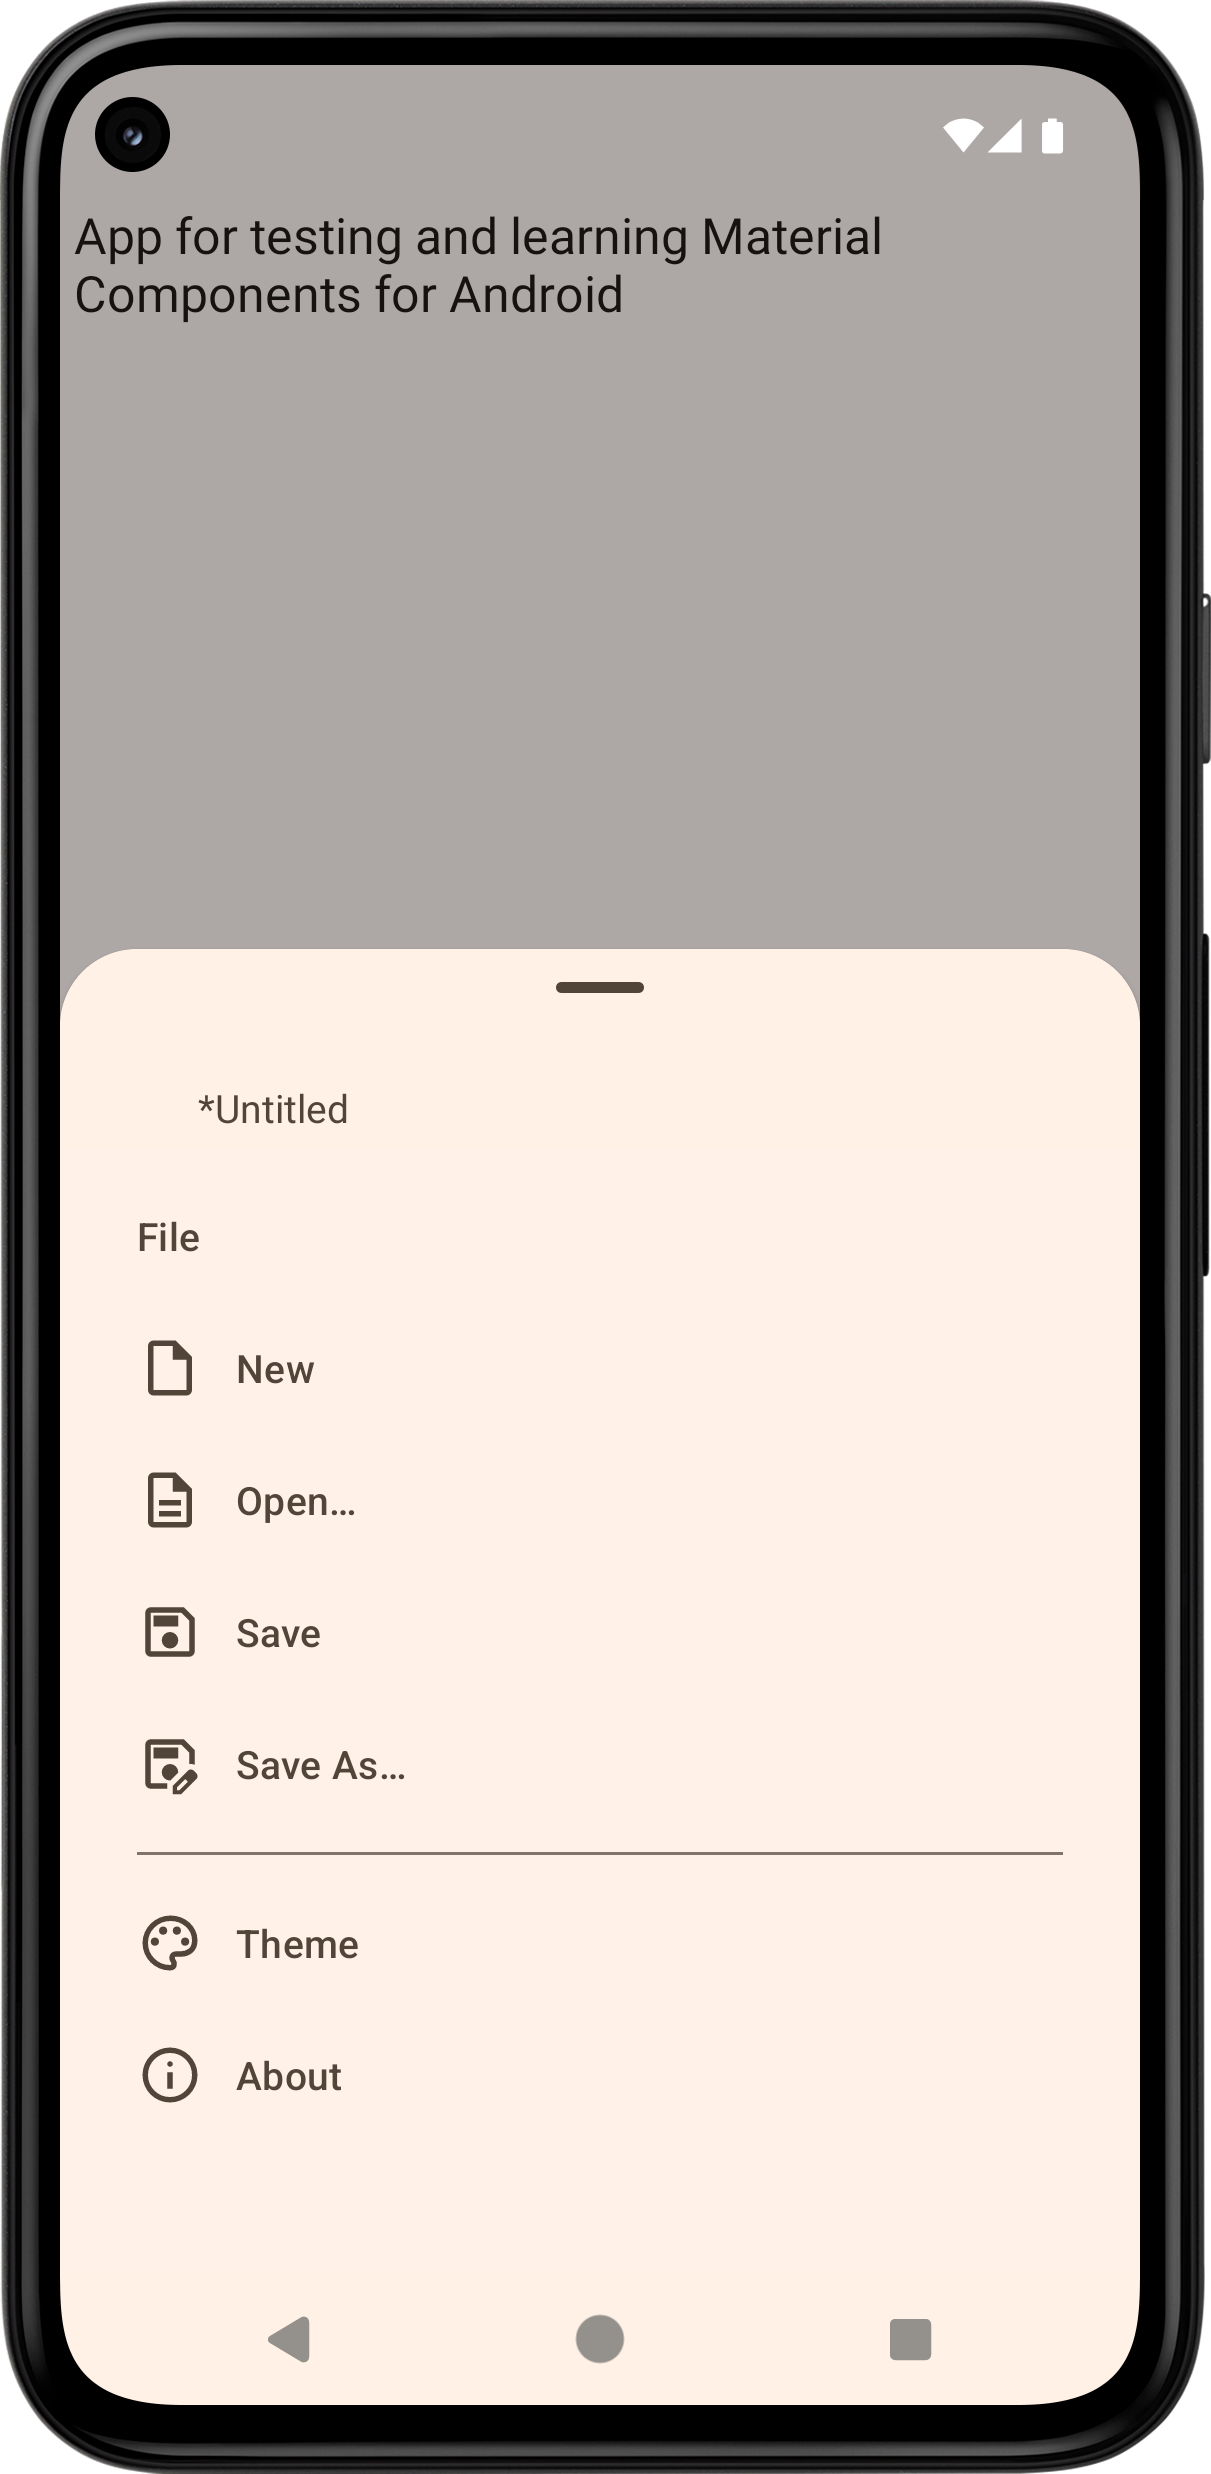 App for testing and learning Material
Components for Android
*Untitled
File
New
Open…
Save
Save As…
Theme
About